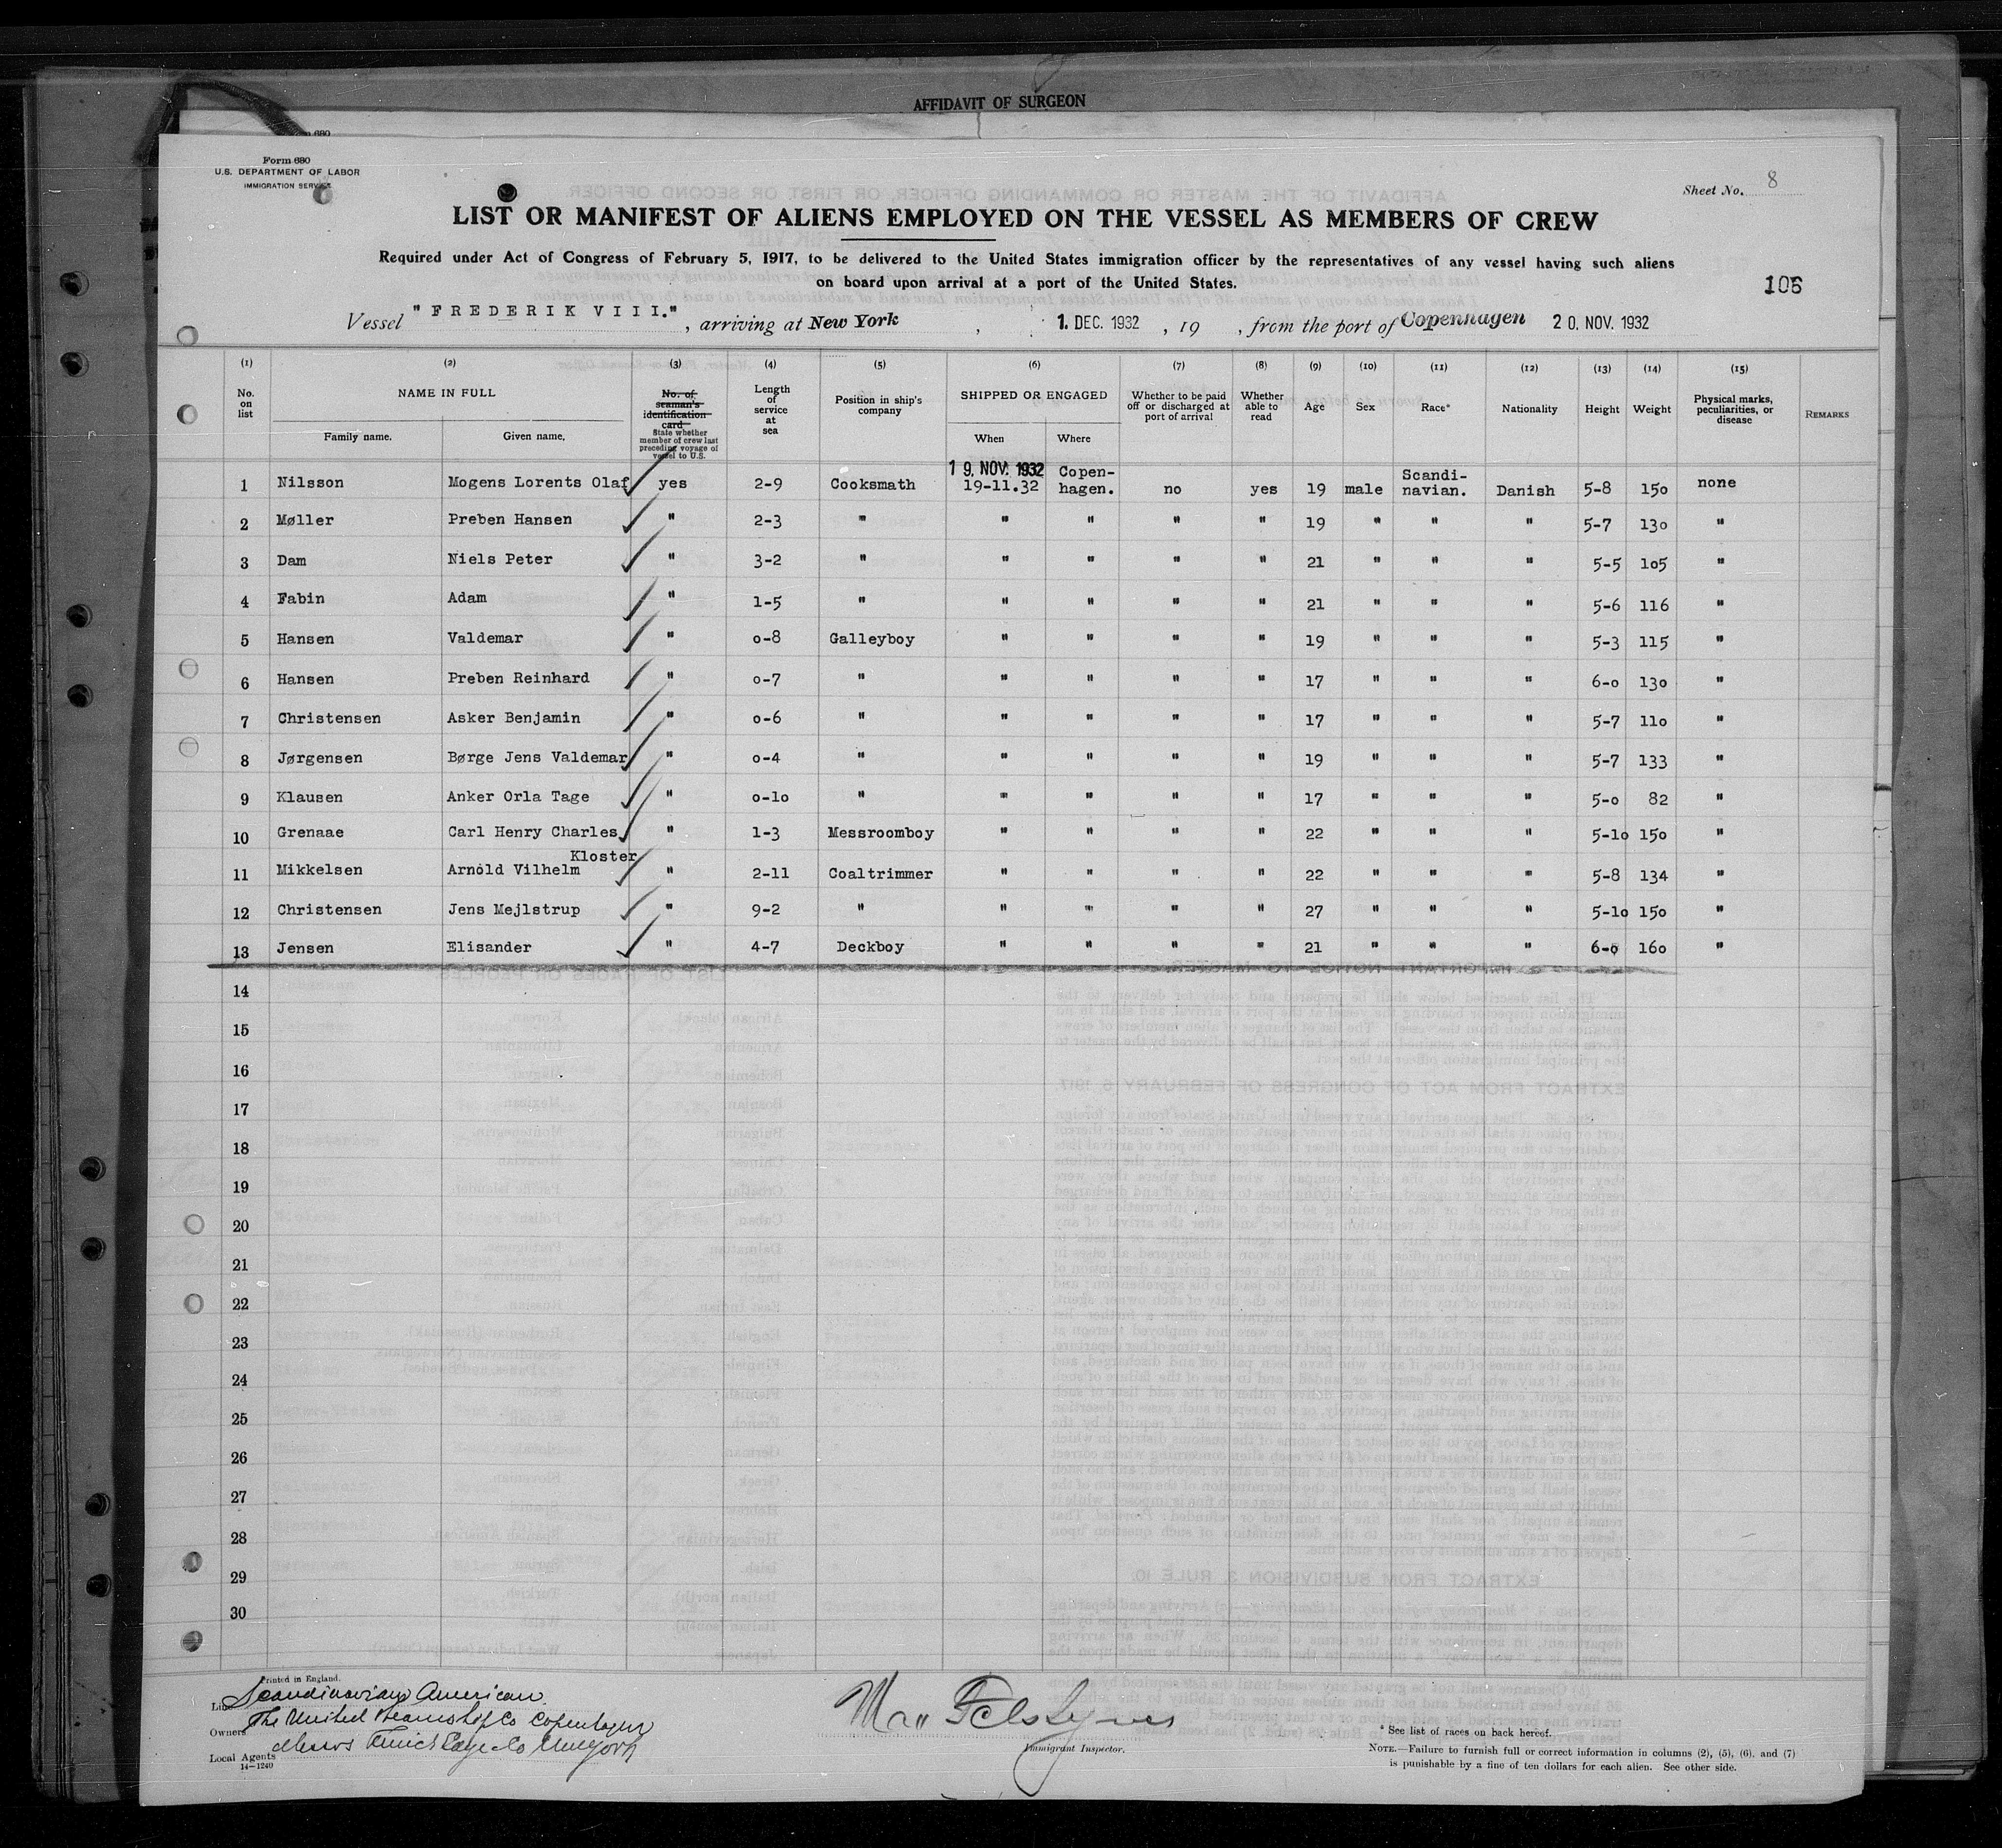 AFFIDAVIT OF SURGEON
Form 680
U.S. DEPARTMENT OF LABOR
IMMIGRATION SERVICE
Sheet No. 8
LIST OR MANIFEST OF ALIENS EMPLOYED ON THE VESSEL AS MEMBERS OF CREW
Required under Act of Congress of February 5, 1917, to be delivered to the United States immigration officer by the representatives of any vessel having such aliens
on board upon arrival at a port of the United States.
106
Vessel "FREDERIK VIII.", arriving at New York, 1. DEC. 1932, 19 , from the port of Copenhagen 20. NOV. 1932
(1) (2) (3) (4) (5) (6) (7) (8) (9) (10) (11) (12) (13) (14) (15)
No. on list NAME IN FULL Family name. Given name. No. of seaman's identification card State whether member of crew last preceding voyage of vessel to U.S. Length of service at sea Position in ship's company SHIPPED OR ENGAGED When Where Whether to be paid off or discharged at port of arrival Whether able to read Age Sex Race* Nationality Height Weight Physical marks, peculiarities, or disease REMARKS
19. NOV. 1932
1 Nilsson Mogens Lorents Olaf yes 2-9 Cooksmath 19-11.32 Copen-hagen. no yes 19 male Scandi-navian. Danish 5-8 150 none
2 Møller Preben Hansen " 2-3 " " " " " 19 " " " 5-7 130 "
3 Dam Niels Peter " 3-2 " " " " " 21 " " " 5-5 105 "
4 Fabin Adam " 1-5 " " " " " 21 " " " 5-6 116 "
5 Hansen Valdemar " 0-8 Galleyboy " " " " 19 " " " 5-3 115 "
6 Hansen Preben Reinhard " 0-7 " " " " " 17 " " " 6-0 130 "
7 Christensen Asker Benjamin " 0-6 " " " " " 17 " " " 5-7 110 "
8 Jørgensen Børge Jens Valdemar " 0-4 " " " " " 19 " " " 5-7 133 "
9 Klausen Anker Orla Tage " 0-10 " " " " " 17 " " " 5-0 82 "
10 Grenaae Carl Henry Charles " 1-3 Messroomboy " " " " 22 " " " 5-10 150 "
Kloster
11 Mikkelsen Arnold Vilhelm " 2-11 Coaltrimmer " " " " 22 " " " 5-8 134 "
12 Christensen Jens Mejlstrup " 9-2 " " " " " 27 " " " 5-10 150 "
13 Jensen Elisander " 4-7 Deckboy " " " " 21 " " " 6-0 160 "
14
15
16
17
18
19
20
21
22
23
24
25
26
27
28
29
30
Printed in England.
Line Scandinavian American
Owners The United Steamship Co Copenhagen
Local Agents Messrs Funch Edye Co New York
14-1240
Immigrant Inspector.
* See list of races on back hereof.
NOTE.—Failure to furnish full or correct information in columns (2), (5), (6), and (7)
is punishable by a fine of ten dollars for each alien. See other side.